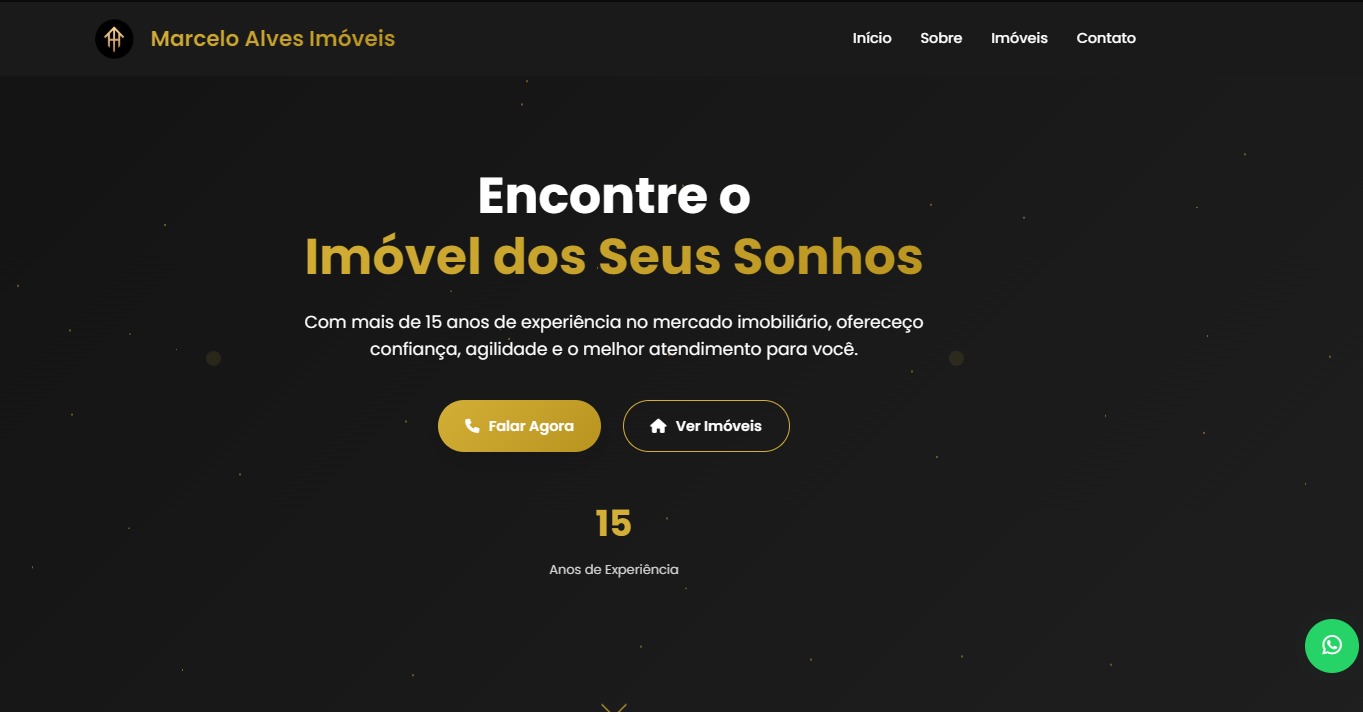 Marcelo Alves Imóveis
Início Sobre Imóveis Contato
Encontre o
Imóvel dos Seus Sonhos
Com mais de 15 anos de experiência no mercado imobiliário, ofereceço
confiança, agilidade e o melhor atendimento para você.
Falar Agora
Ver Imóveis
15
Anos de Experiência